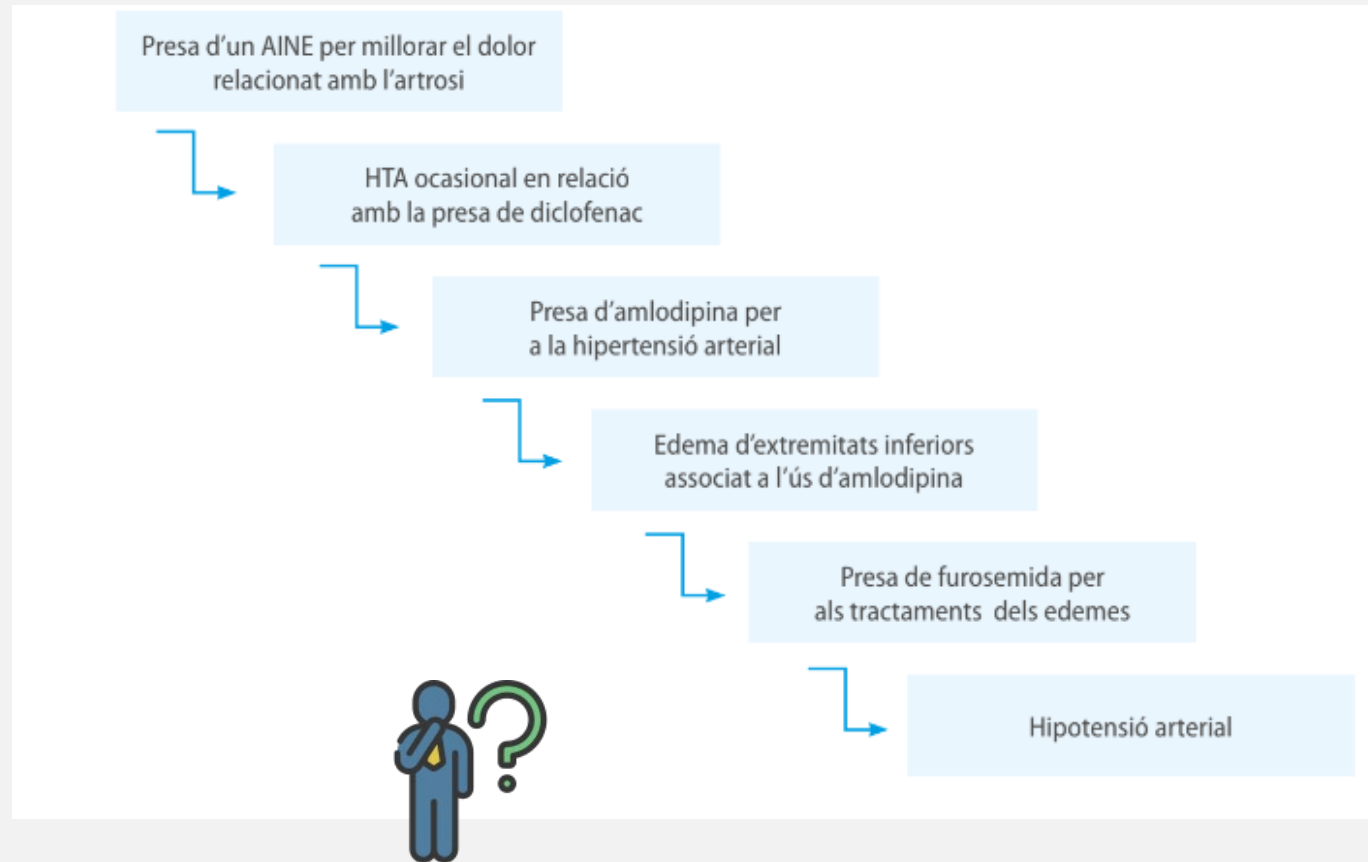 Presa d’un AINE per millorar el dolor
relacionat amb l’artrosi
HTA ocasional en relació
amb la presa de diclofenac
Presa d’amlodipina per
a la hipertensió arterial
Edema d’extremitats inferiors
associat a l’ús d’amlodipina
Presa de furosemida per
als tractaments dels edemes
Hipotensió arterial
?